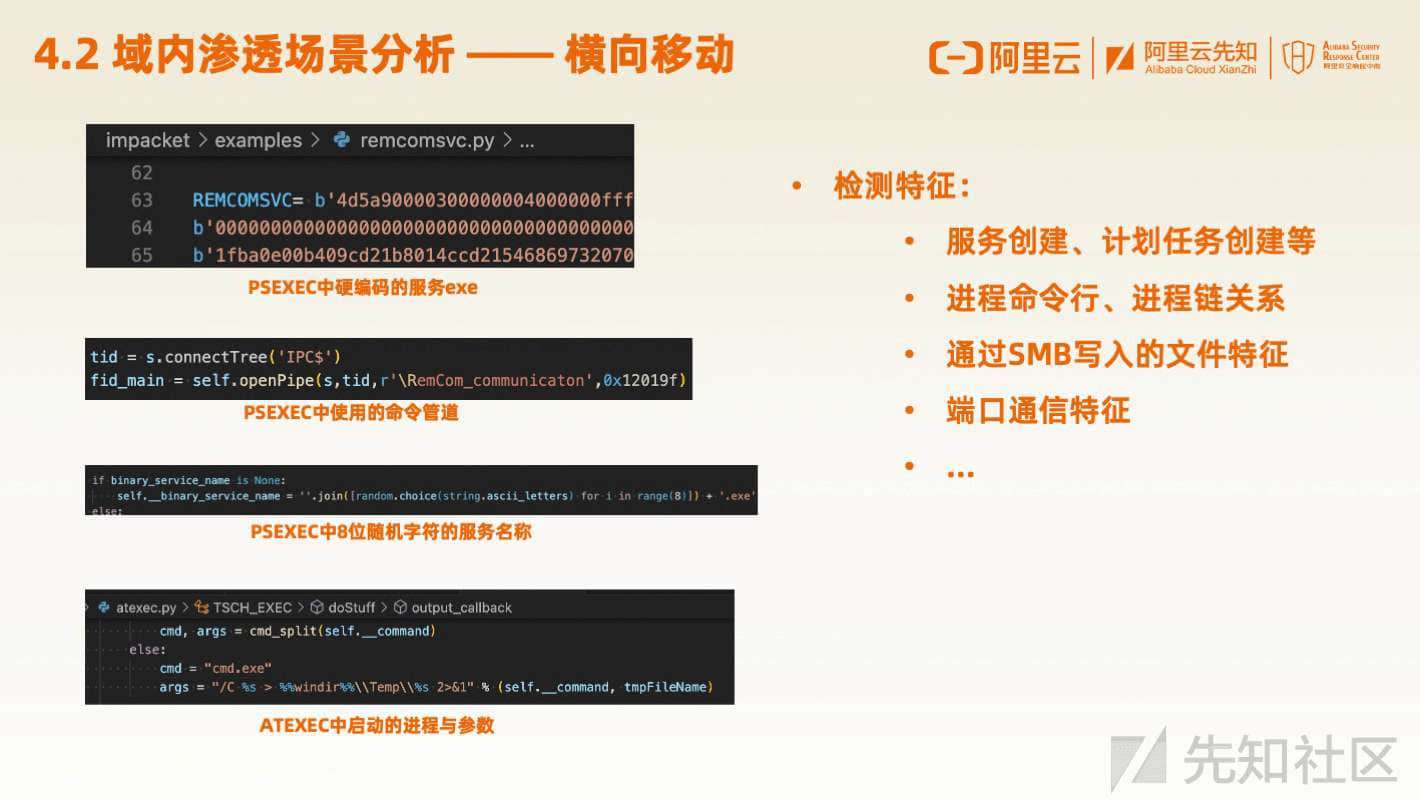 4.2 域内渗透场景分析 —— 横向移动
阿里云
阿里云先知
Alibaba Cloud XianZhi
ALIBABA SECURITY
RESPONSE CENTER
impacket > examples > remcomsvc.py > ...
62
63 REMCOMSVC= b'4d5a90000300000004000000fff
64 b'00000000000000000000000000000000000
65 b'1fba0e00b409cd21b8014ccd21546869732070
PSEXEC中硬编码的服务exe
tid = s.connectTree('IPC$')
fid_main = self.openPipe(s,tid,r'\RemCom_communicaton',0x12019f)
PSEXEC中使用的命令管道
if binary_service_name is None:
self.__binary_service_name = ''.join([random.choice(string.ascii_letters) for i in range(8)]) + '.exe'
else:
PSEXEC中8位随机字符的服务名称
atexec.py > TSCH_EXEC > doStuff > output_callback
cmd, args = cmd_split(self.__command)
else:
cmd = "cmd.exe"
args = "/C %s > %%windir%%\\Temp\\%s 2>&1" % (self.__command, tmpFileName)
ATEXEC中启动的进程与参数
• 检测特征：
• 服务创建、计划任务创建等
• 进程命令行、进程链关系
• 通过SMB写入的文件特征
• 端口通信特征
• ...
先知社区